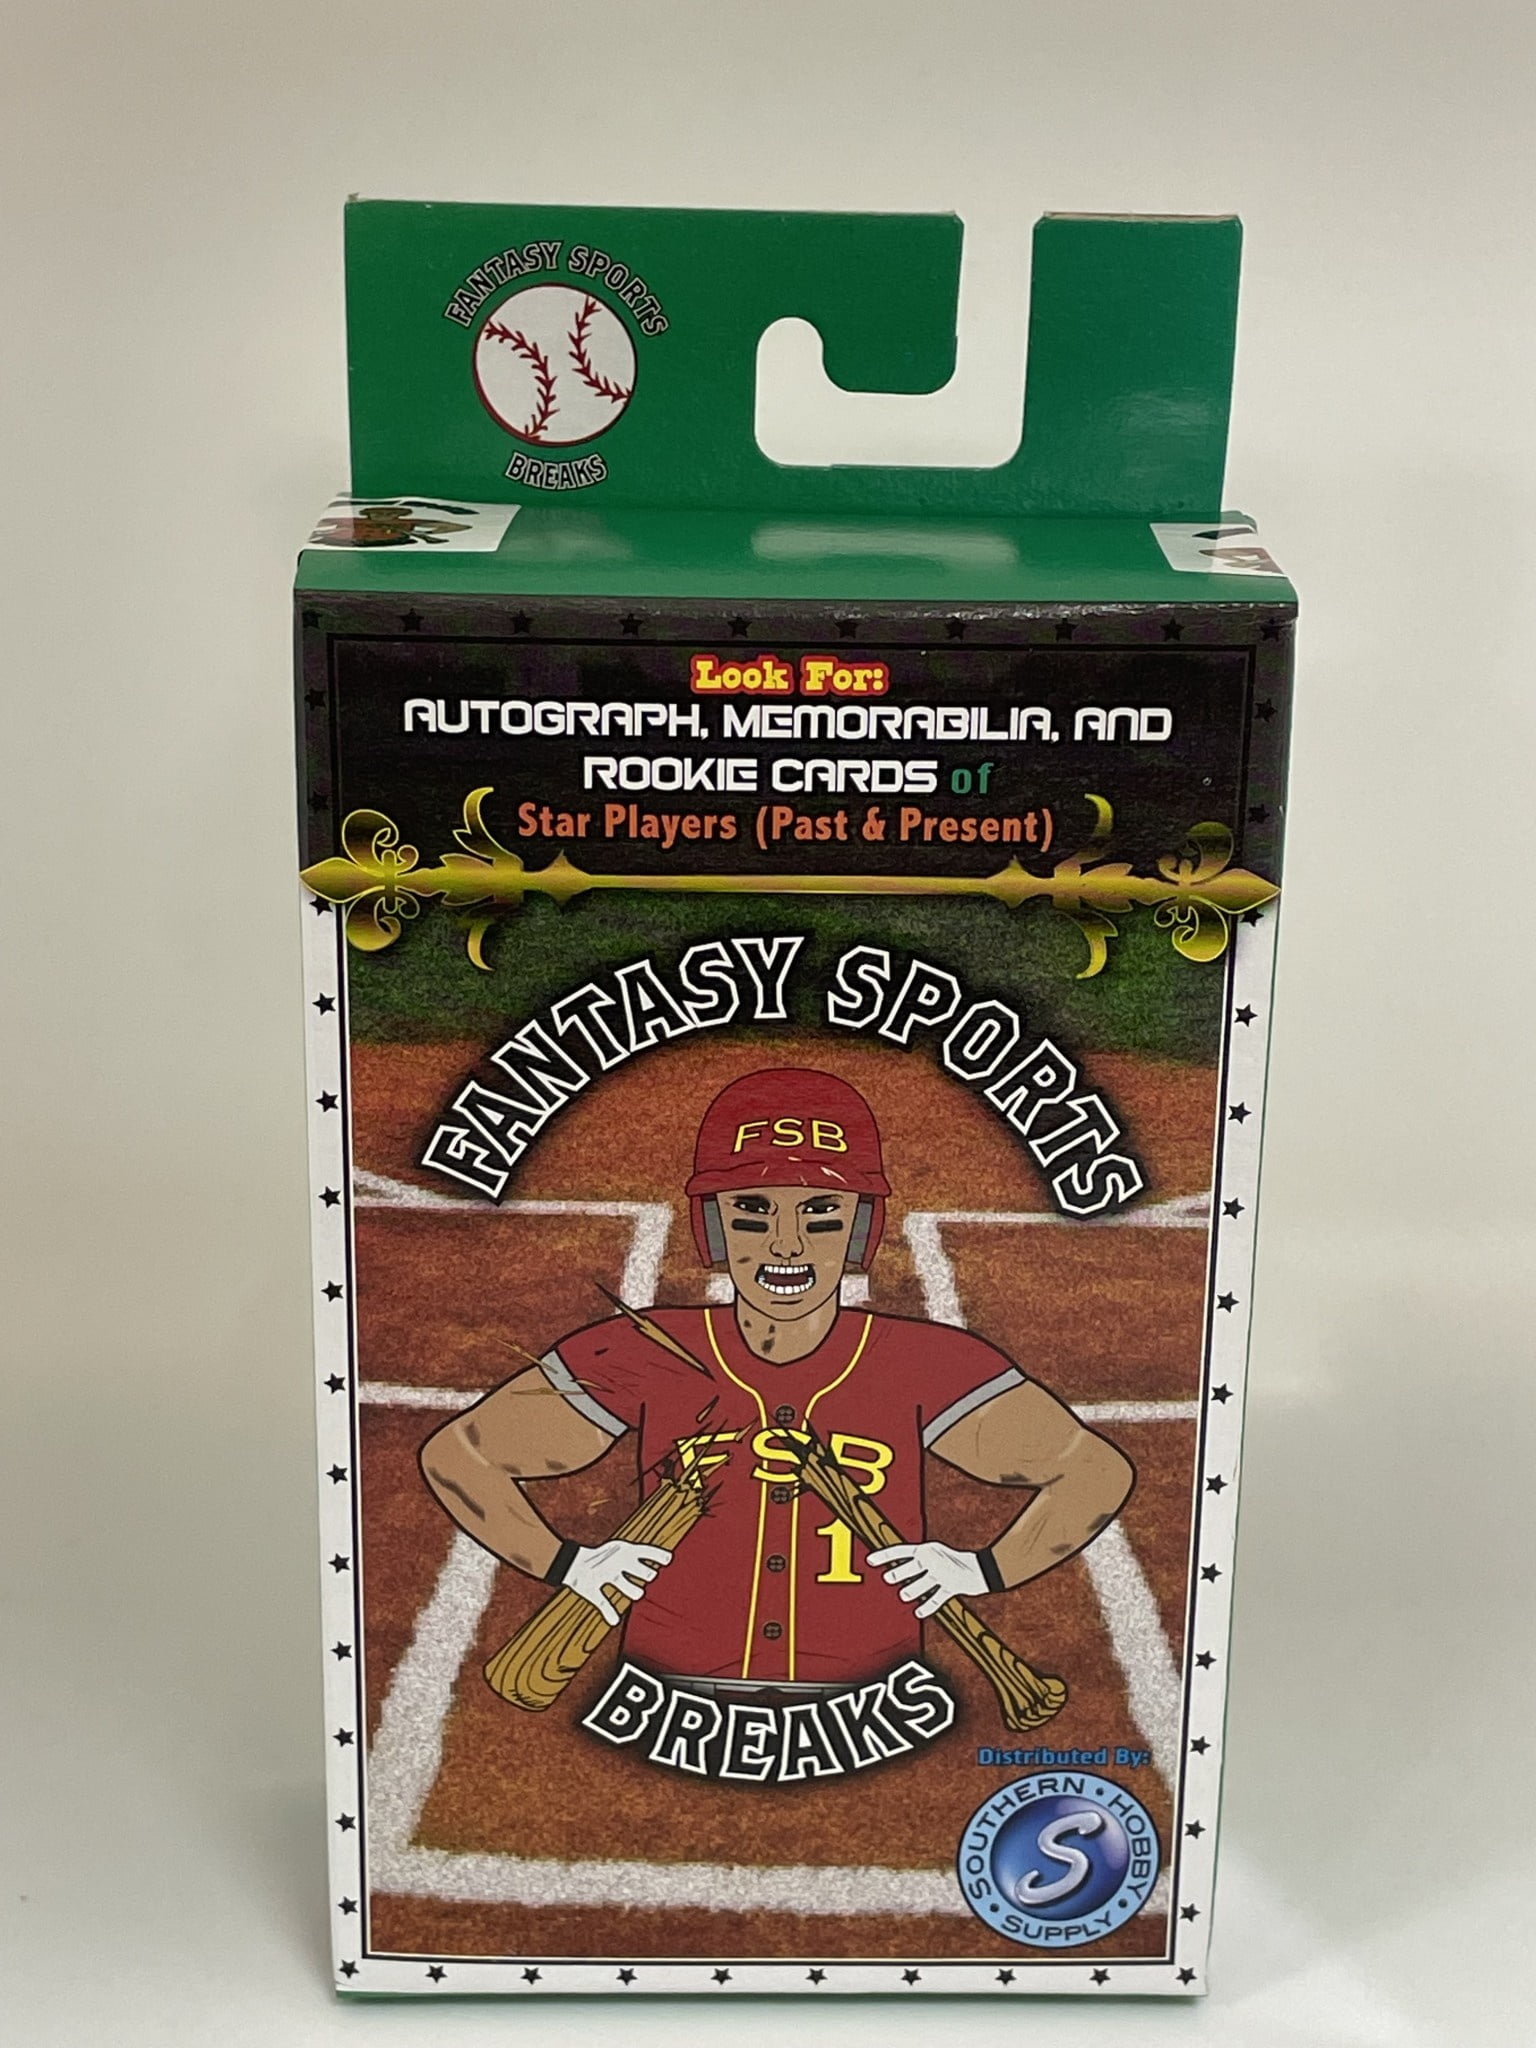 FANTASY SPORTS
BREAKS
Look For:
AUTOGRAPH, MEMORABILIA, AND
ROOKIE CARDS of
Star Players (Past & Present)
FANTASY SPORTS
FSB
FSB
1
BREAKS
Distributed By:
SOUTHERN • HOBBY • SUPPLY •
S